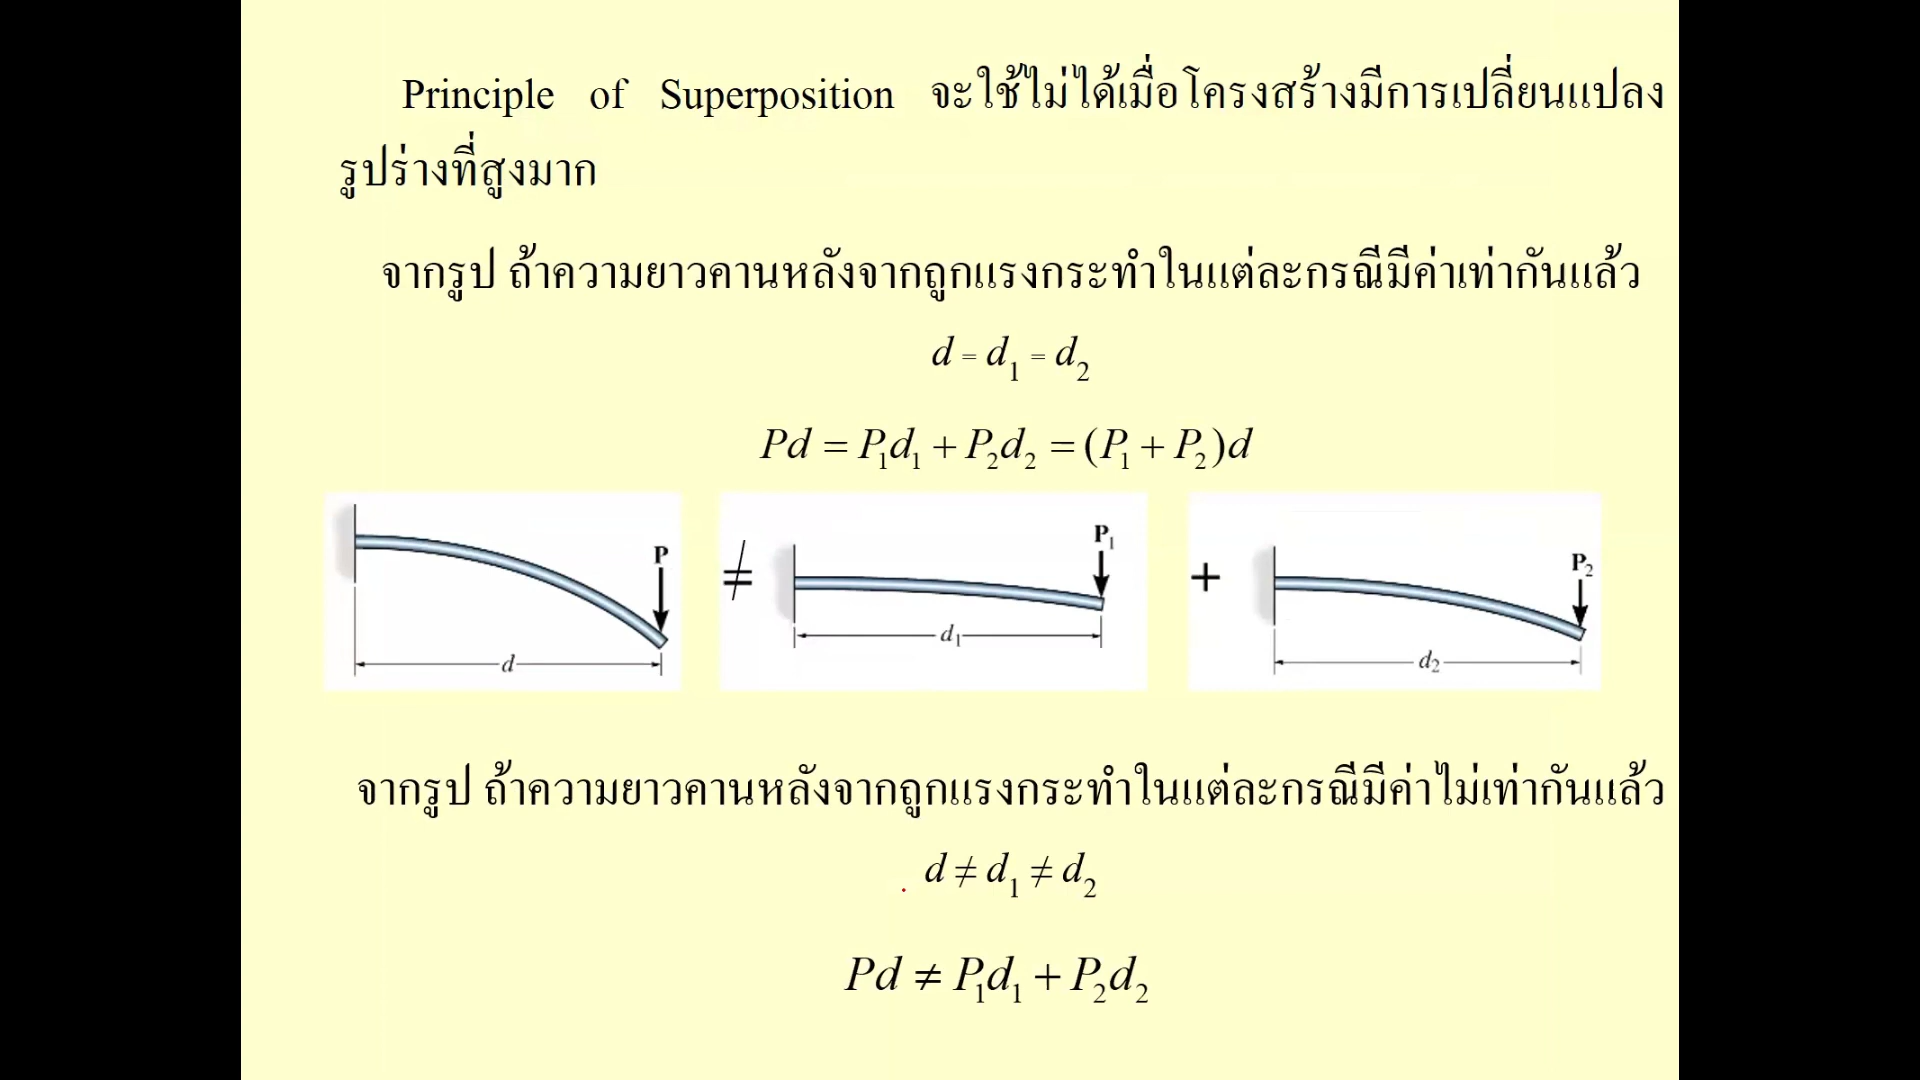 Principle of Superposition จะใช้ไม่ได้เมื่อโครงสร้างมีการเปลี่ยนแปลง
รูปร่างที่สูงมาก
จากรูป ถ้าความยาวคานหลังจากถูกแรงกระทำในแต่ละกรณีมีค่าเท่ากันแล้ว
d = d₁ = d₂
Pd = P₁d₁ + P₂d₂ = (P₁ + P₂)d
P
d
≠
P₁
d₁
+
P₂
d₂
จากรูป ถ้าความยาวคานหลังจากถูกแรงกระทำในแต่ละกรณีมีค่าไม่เท่ากันแล้ว
d ≠ d₁ ≠ d₂
Pd ≠ P₁d₁ + P₂d₂